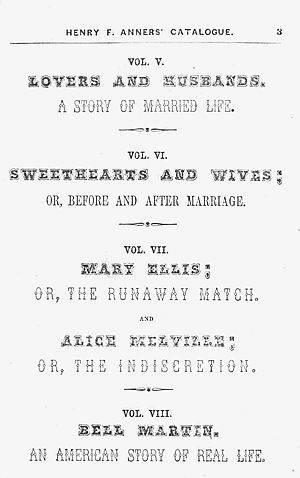 HENRY F. ANNERS' CATALOGUE. 3
VOL. V.
LOVERS AND HUSBANDS.
A STORY OF MARRIED LIFE.
VOL. VI.
SWEETHEARTS AND WIVES;
OR, BEFORE AND AFTER MARRIAGE.
VOL. VII.
MARY ELLIS;
OR, THE RUNAWAY MATCH.
AND
ALICE MELVILLE;
OR, THE INDISCRETION.
VOL. VIII.
BELL MARTIN.
AN AMERICAN STORY OF REAL LIFE.